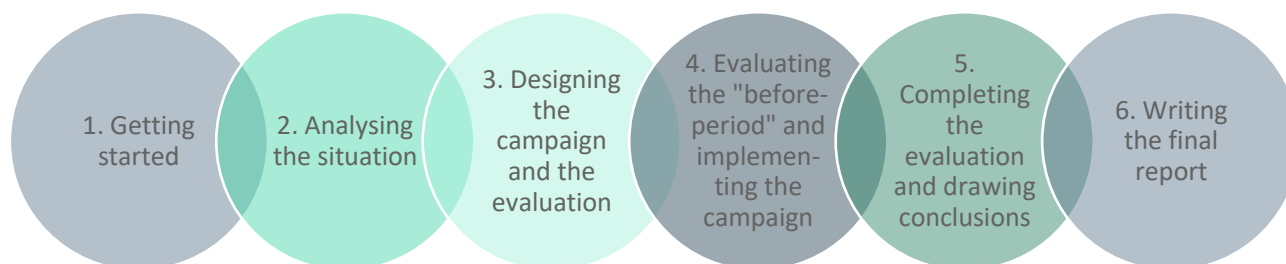 1. Getting
started
2. Analysing
the situation
3. Designing
the
campaign
and the
evaluation
4. Evaluating
the "before-
period" and
implemen-
ting the
campaign
5.
Completing
the
evaluation
and drawing
conclusions
6. Writing
the final
report